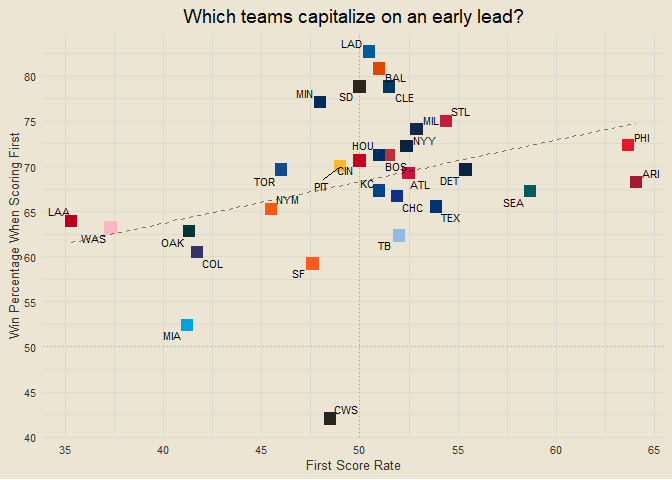 Which teams capitalize on an early lead?
Win Percentage When Scoring First
80
75
70
65
60
55
50
45
40
LAD
BAL
SD
CLE
MIN
STL
MIL
NYY
PHI
HOU
BOS
CIN
PIT
TOR
KC
ATL
DET
ARI
SEA
NYM
CHC
TEX
LAA
WAS
OAK
TB
COL
SF
MIA
CWS
35
40
45
50
55
60
65
First Score Rate